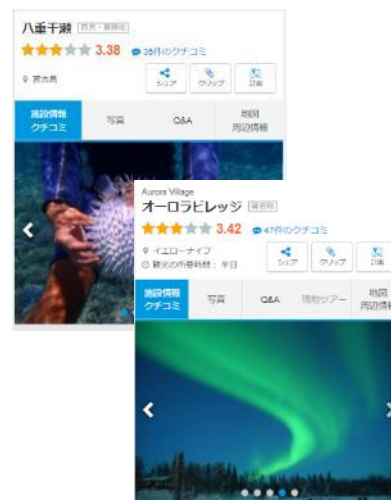 八重干瀬
3.38 36件のクチコミ
宮古島
シェア クリップ 計画
施設情報 クチコミ 写真 Q&A 地図 周辺情報
Aurora Village
オーロラビレッジ
3.42 47件のクチコミ
イエローナイフ
観光の所要時間：半日
シェア クリップ 計画
施設情報 クチコミ 写真 Q&A 現地ツアー 地図 周辺情報